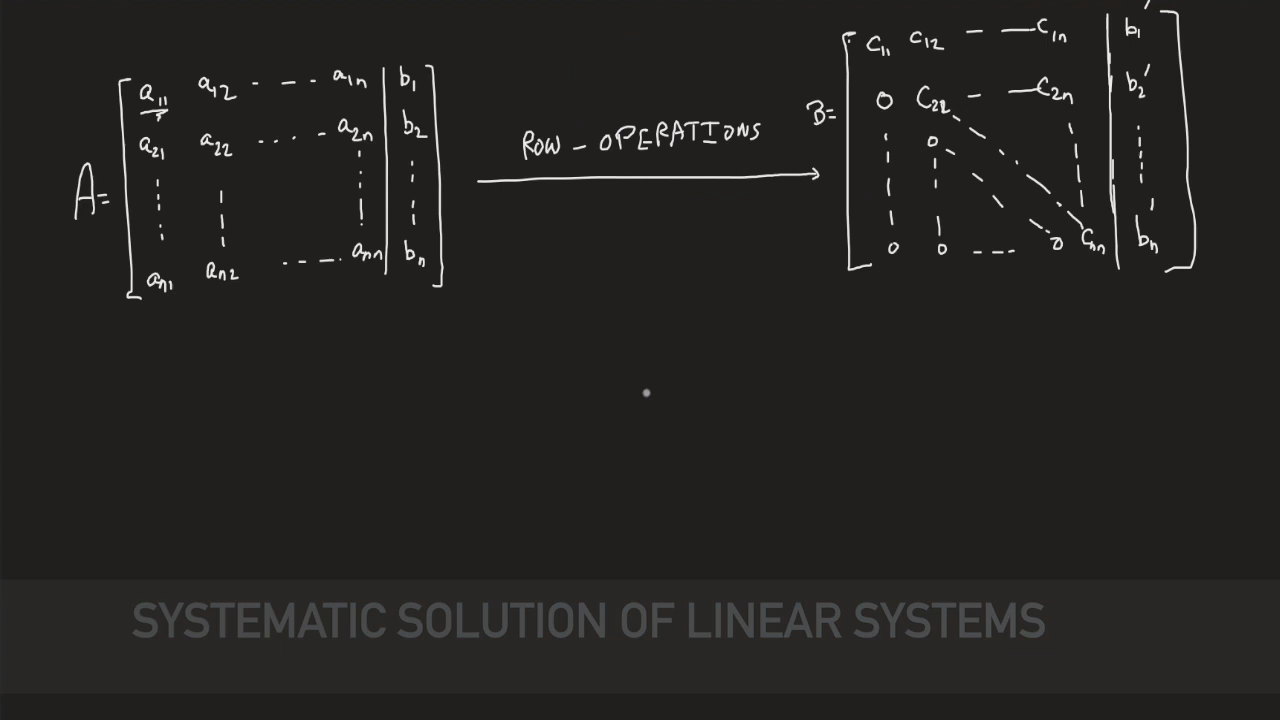 A= [ a11 a12 - - - a1n | b1 ]
a21 a22 ... - a2n | b2
an1 an2 - - - ann | bn
ROW - OPERATIONS
B= [ C11 C12 - — C1n | b1' ]
0 C22 - — C2n | b2'
0
0 0 - - - 0 Cnn | bn'
SYSTEMATIC SOLUTION OF LINEAR SYSTEMS